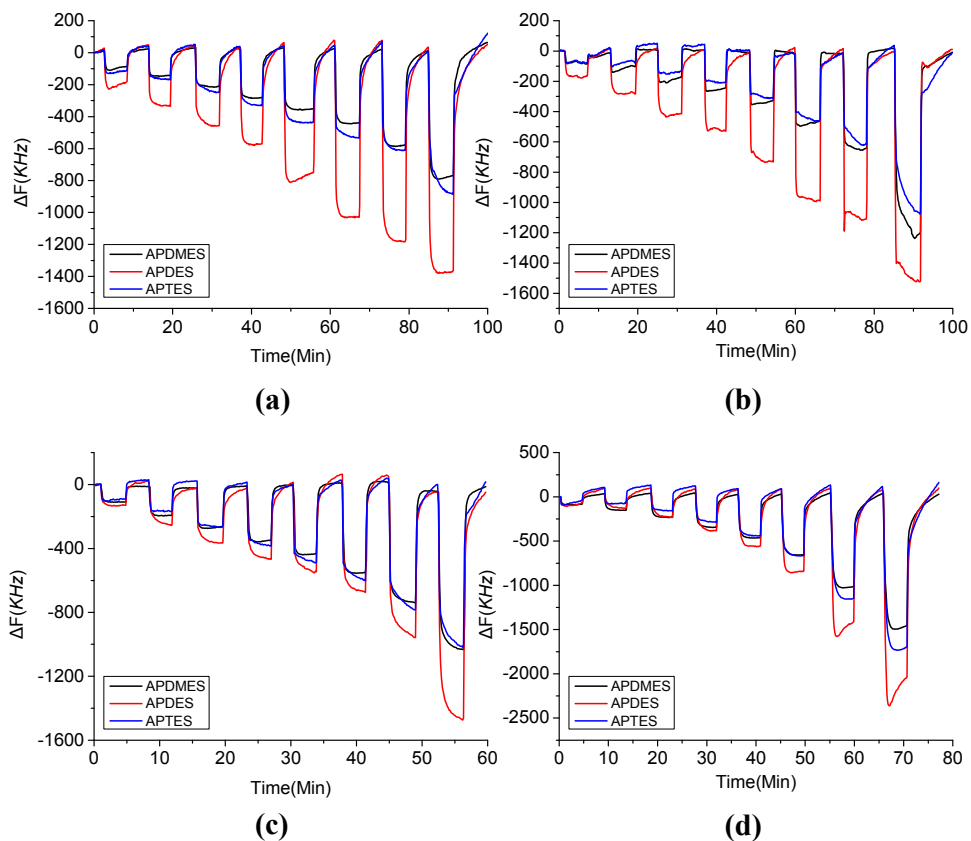 200
0
-200
-400
-600
-800
-1000
-1200
-1400
-1600
ΔF(KHz)
APDMES
APDES
APTES
0 20 40 60 80 100
Time(Min)
(a)
200
0
-200
-400
-600
-800
-1000
-1200
-1400
-1600
ΔF(KHz)
APDMES
APDES
APTES
0 20 40 60 80 100
Time(Min)
(b)
0
-400
-800
-1200
-1600
ΔF(KHz)
APDMES
APDES
APTES
0 10 20 30 40 50 60
Time(Min)
(c)
500
0
-500
-1000
-1500
-2000
-2500
ΔF(KHz)
APDMES
APDES
APTES
0 10 20 30 40 50 60 70 80
Time(Min)
(d)